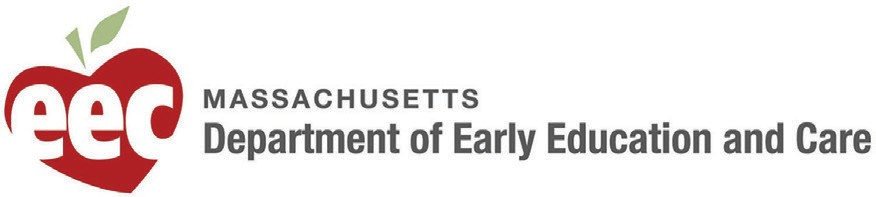 eec
MASSACHUSETTS
Department of Early Education and Care